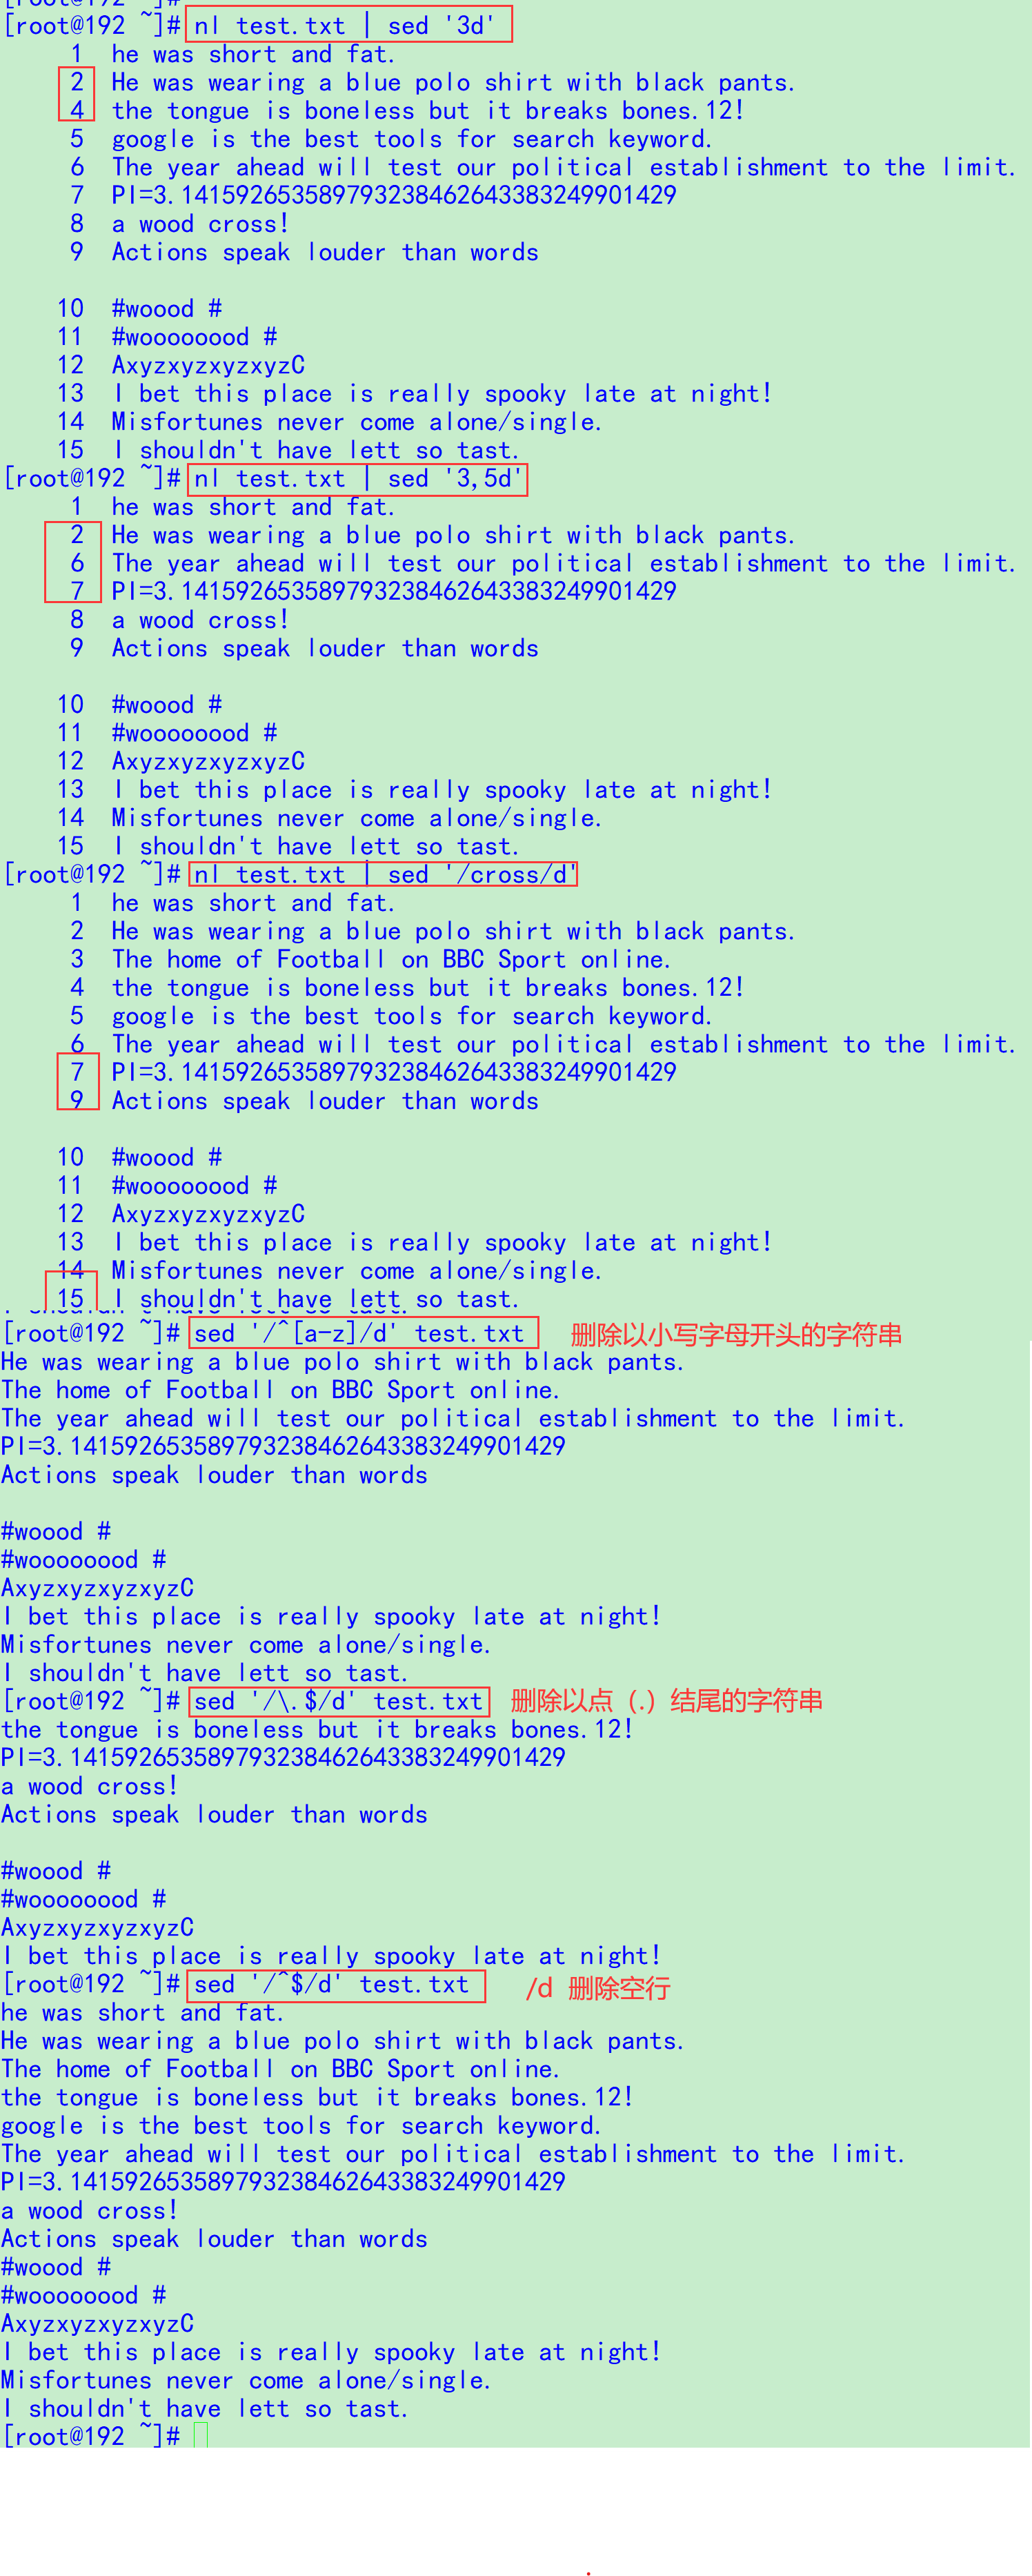 [root@192 ~]#
[root@192 ~]# nl test.txt | sed '3d'
1 he was short and fat.
2 He was wearing a blue polo shirt with black pants.
4 the tongue is boneless but it breaks bones.12!
5 google is the best tools for search keyword.
6 The year ahead will test our political establishment to the limit.
7 PI=3.141592653589793238462643383249901429
8 a wood cross!
9 Actions speak louder than words
10 #woood #
11 #woooooood #
12 AxyzxyzxyzxyzC
13 I bet this place is really spooky late at night!
14 Misfortunes never come alone/single.
15 I shouldn't have lett so tast.
[root@192 ~]# nl test.txt | sed '3,5d'
1 he was short and fat.
2 He was wearing a blue polo shirt with black pants.
6 The year ahead will test our political establishment to the limit.
7 PI=3.141592653589793238462643383249901429
8 a wood cross!
9 Actions speak louder than words
10 #woood #
11 #woooooood #
12 AxyzxyzxyzxyzC
13 I bet this place is really spooky late at night!
14 Misfortunes never come alone/single.
15 I shouldn't have lett so tast.
[root@192 ~]# nl test.txt | sed '/cross/d'
1 he was short and fat.
2 He was wearing a blue polo shirt with black pants.
3 The home of Football on BBC Sport online.
4 the tongue is boneless but it breaks bones.12!
5 google is the best tools for search keyword.
6 The year ahead will test our political establishment to the limit.
7 PI=3.141592653589793238462643383249901429
9 Actions speak louder than words
10 #woood #
11 #woooooood #
12 AxyzxyzxyzxyzC
13 I bet this place is really spooky late at night!
14 Misfortunes never come alone/single.
15 I shouldn't have lett so tast.
[root@192 ~]# sed '/^[a-z]/d' test.txt 删除以小写字母开头的字符串
He was wearing a blue polo shirt with black pants.
The home of Football on BBC Sport online.
The year ahead will test our political establishment to the limit.
PI=3.141592653589793238462643383249901429
Actions speak louder than words
#woood #
#woooooood #
AxyzxyzxyzxyzC
I bet this place is really spooky late at night!
Misfortunes never come alone/single.
I shouldn't have lett so tast.
[root@192 ~]# sed '/\.$/d' test.txt 删除以点（.）结尾的字符串
the tongue is boneless but it breaks bones.12!
PI=3.141592653589793238462643383249901429
a wood cross!
Actions speak louder than words
#woood #
#woooooood #
AxyzxyzxyzxyzC
I bet this place is really spooky late at night!
[root@192 ~]# sed '/^$/d' test.txt /d 删除空行
he was short and fat.
He was wearing a blue polo shirt with black pants.
The home of Football on BBC Sport online.
the tongue is boneless but it breaks bones.12!
google is the best tools for search keyword.
The year ahead will test our political establishment to the limit.
PI=3.141592653589793238462643383249901429
a wood cross!
Actions speak louder than words
#woood #
#woooooood #
AxyzxyzxyzxyzC
I bet this place is really spooky late at night!
Misfortunes never come alone/single.
I shouldn't have lett so tast.
[root@192 ~]#